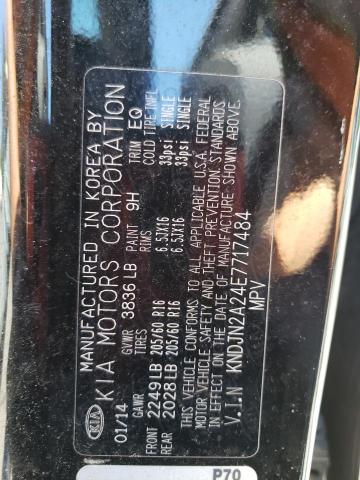 MANUFACTURED IN KOREA BY
KIA KIA MOTORS CORPORATION
01/14 GVWR 3836 LB PAINT 9H TRIM EQ
GAWR TIRES RIMS COLD TIRE INFL
FRONT 2249 LB 205/60 R16 6.5JX16 33psi SINGLE
REAR 2028 LB 205/60 R16 6.5JX16 33psi SINGLE
THIS VEHICLE CONFORMS TO ALL APPLICABLE U.S.A. FEDERAL
MOTOR VEHICLE SAFETY AND THEFT PREVENTION STANDARDS
IN EFFECT ON THE DATE OF MANUFACTURE SHOWN ABOVE.
V.I.N KNDJN2A24E7717484
MPV
P70